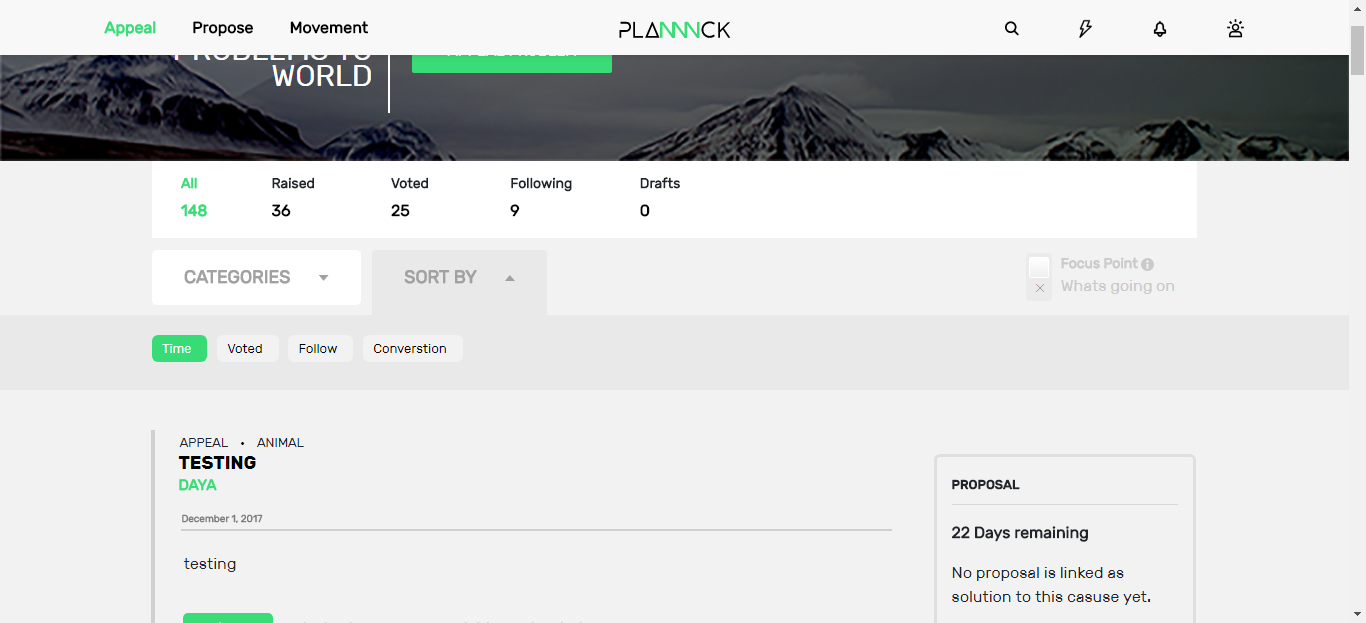 Appeal Propose Movement PLANNNCK
WORLD
All Raised Voted Following Drafts
148 36 25 9 0
CATEGORIES SORT BY
Focus Point
Whats going on
Time Voted Follow Converstion
APPEAL • ANIMAL
TESTING
DAYA
December 1, 2017
testing
PROPOSAL
22 Days remaining
No proposal is linked as
solution to this casuse yet.